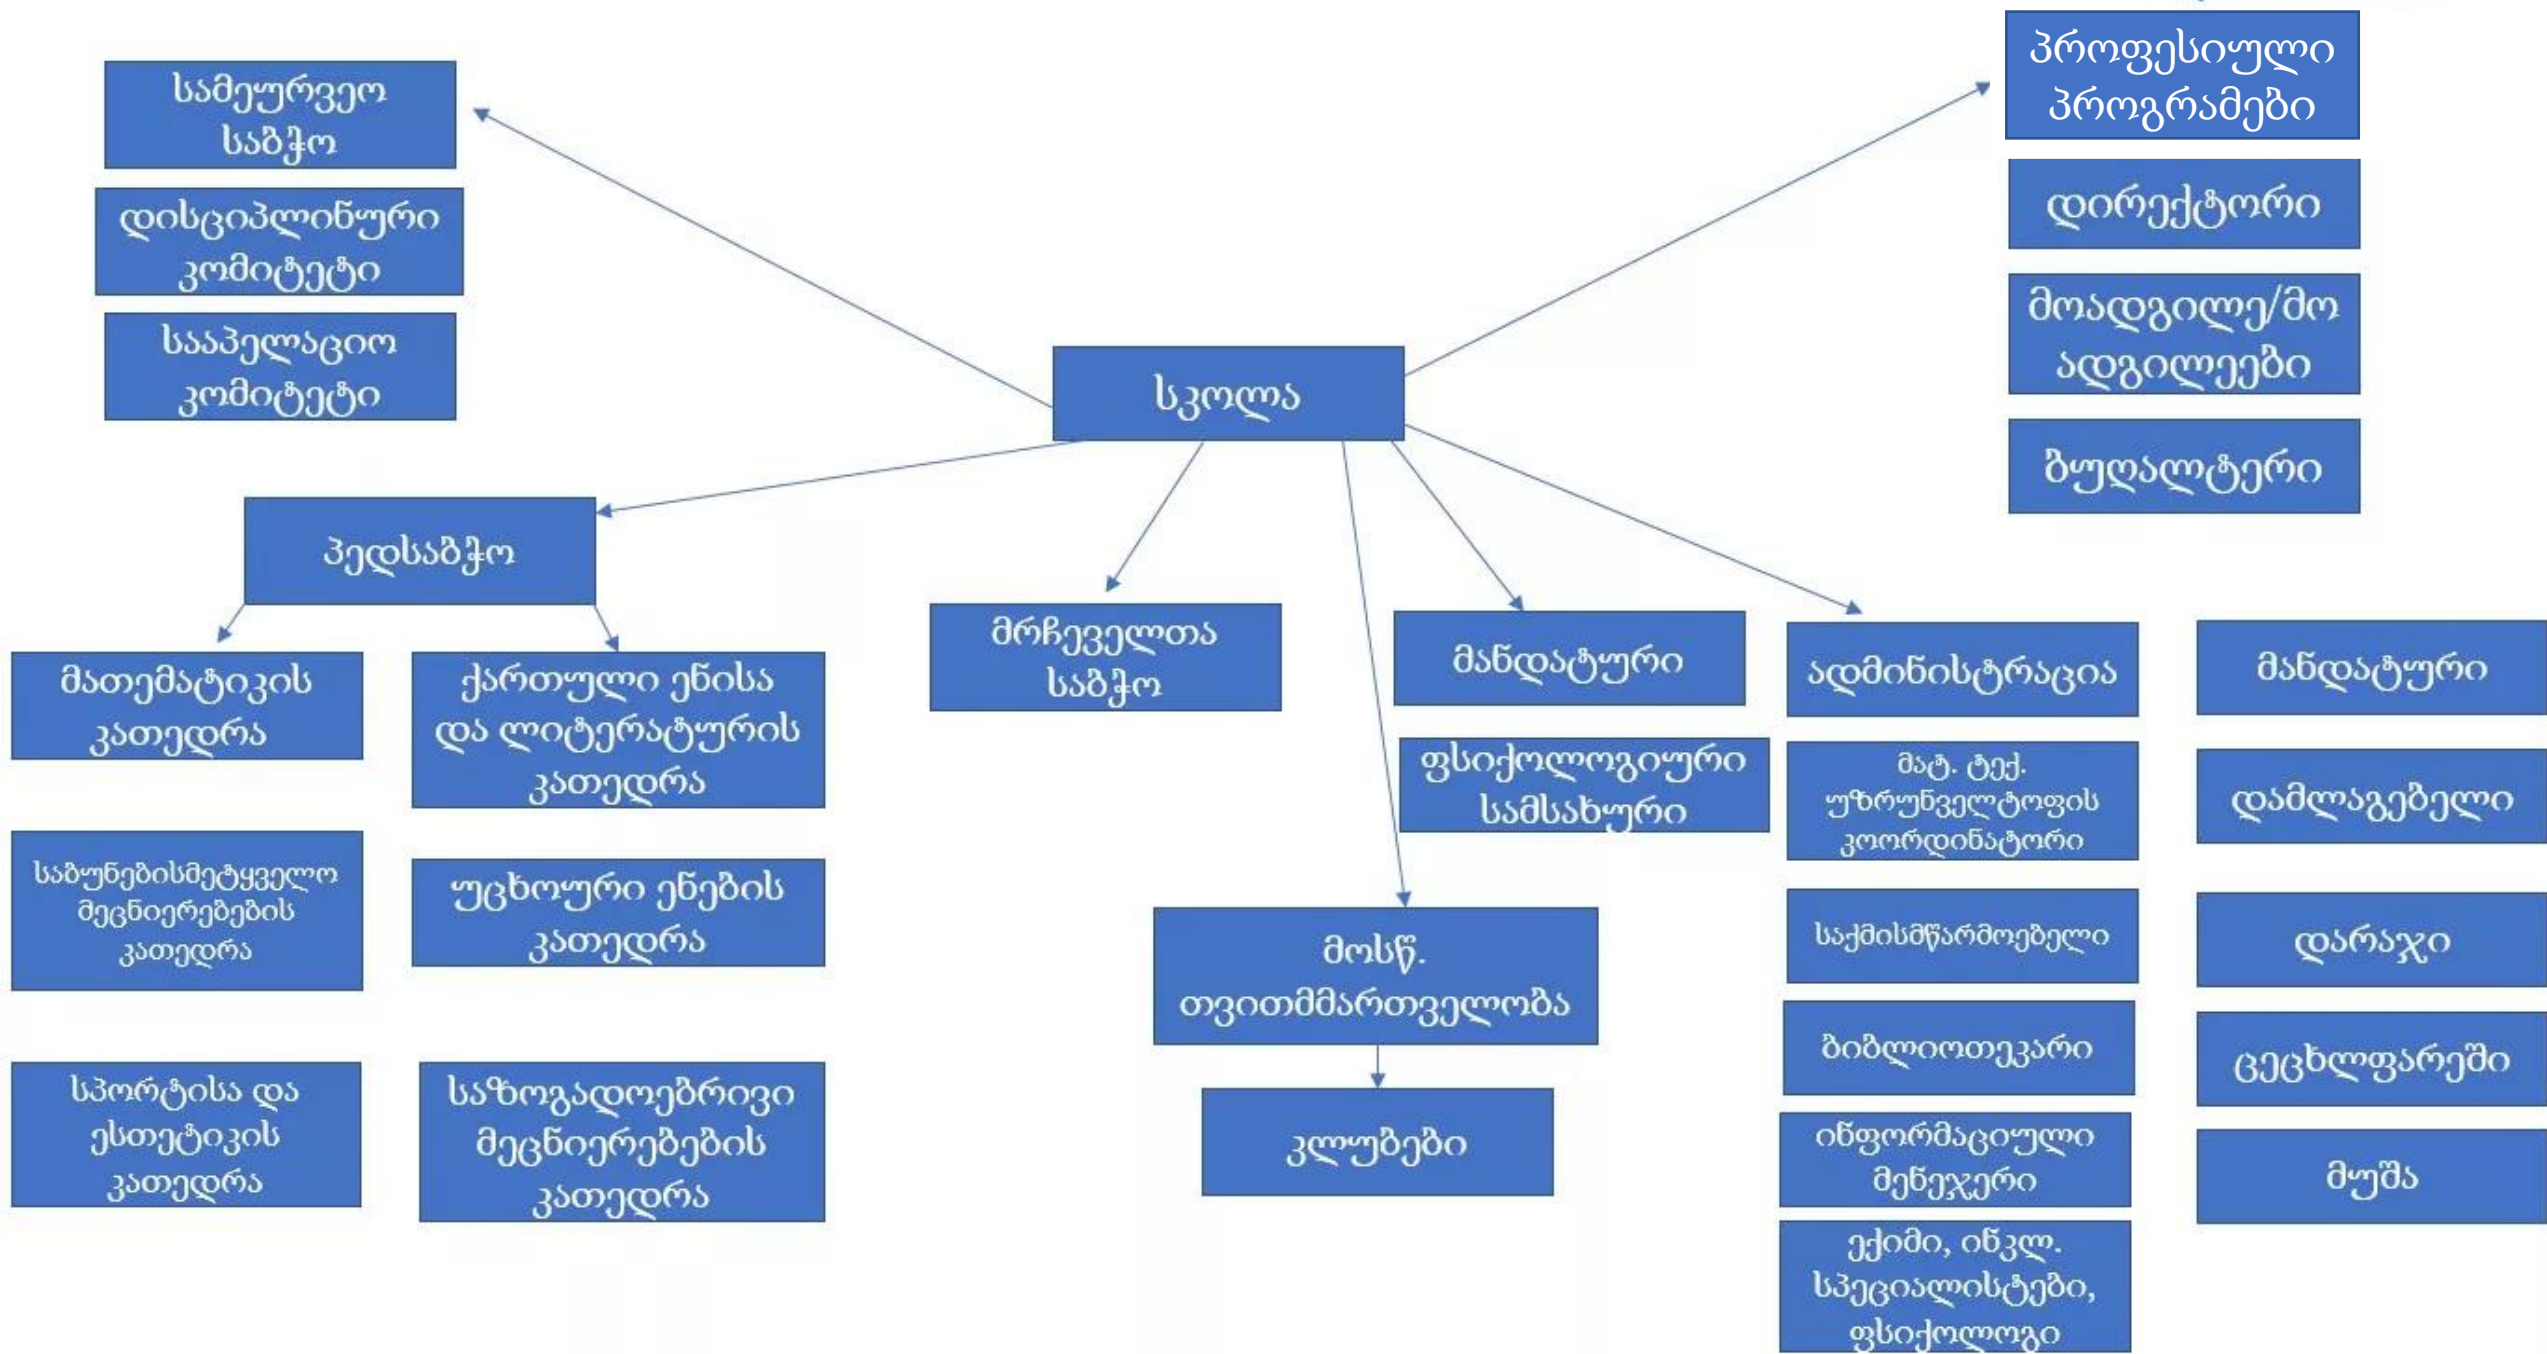 პროფესიული
პროგრამები
სამეურვეო
საბჭო
დირექტორი
დისციპლინური
კომიტეტი
მოადგილე/მო
ადგილეები
სააპელაციო
კომიტეტი
სკოლა
ბუღალტერი
პედსაბჭო
მრჩეველთა
საბჭო
მანდატური
ადმინისტრაცია
მანდატური
მათემატიკის
კათედრა
ქართული ენისა
და ლიტერატურის
კათედრა
ფსიქოლოგიური
სამსახური
მატ. ტექ.
უზრუნველტოფის
კოორდინატორი
დამლაგებელი
საბუნებისმეტყველო
მეცნიერებების
კათედრა
უცხოური ენების
კათედრა
მოსწ.
თვითმმართველობა
საქმისმწარმოებელი
დარაჯი
ბიბლიოთეკარი
ცეცხლფარეში
სპორტისა და
ესთეტიკის
კათედრა
საზოგადოებრივი
მეცნიერებების
კათედრა
კლუბები
ინფორმაციული
მენეჯერი
მუშა
ექიმი, ინკლ.
სპეციალისტები,
ფსიქოლოგი